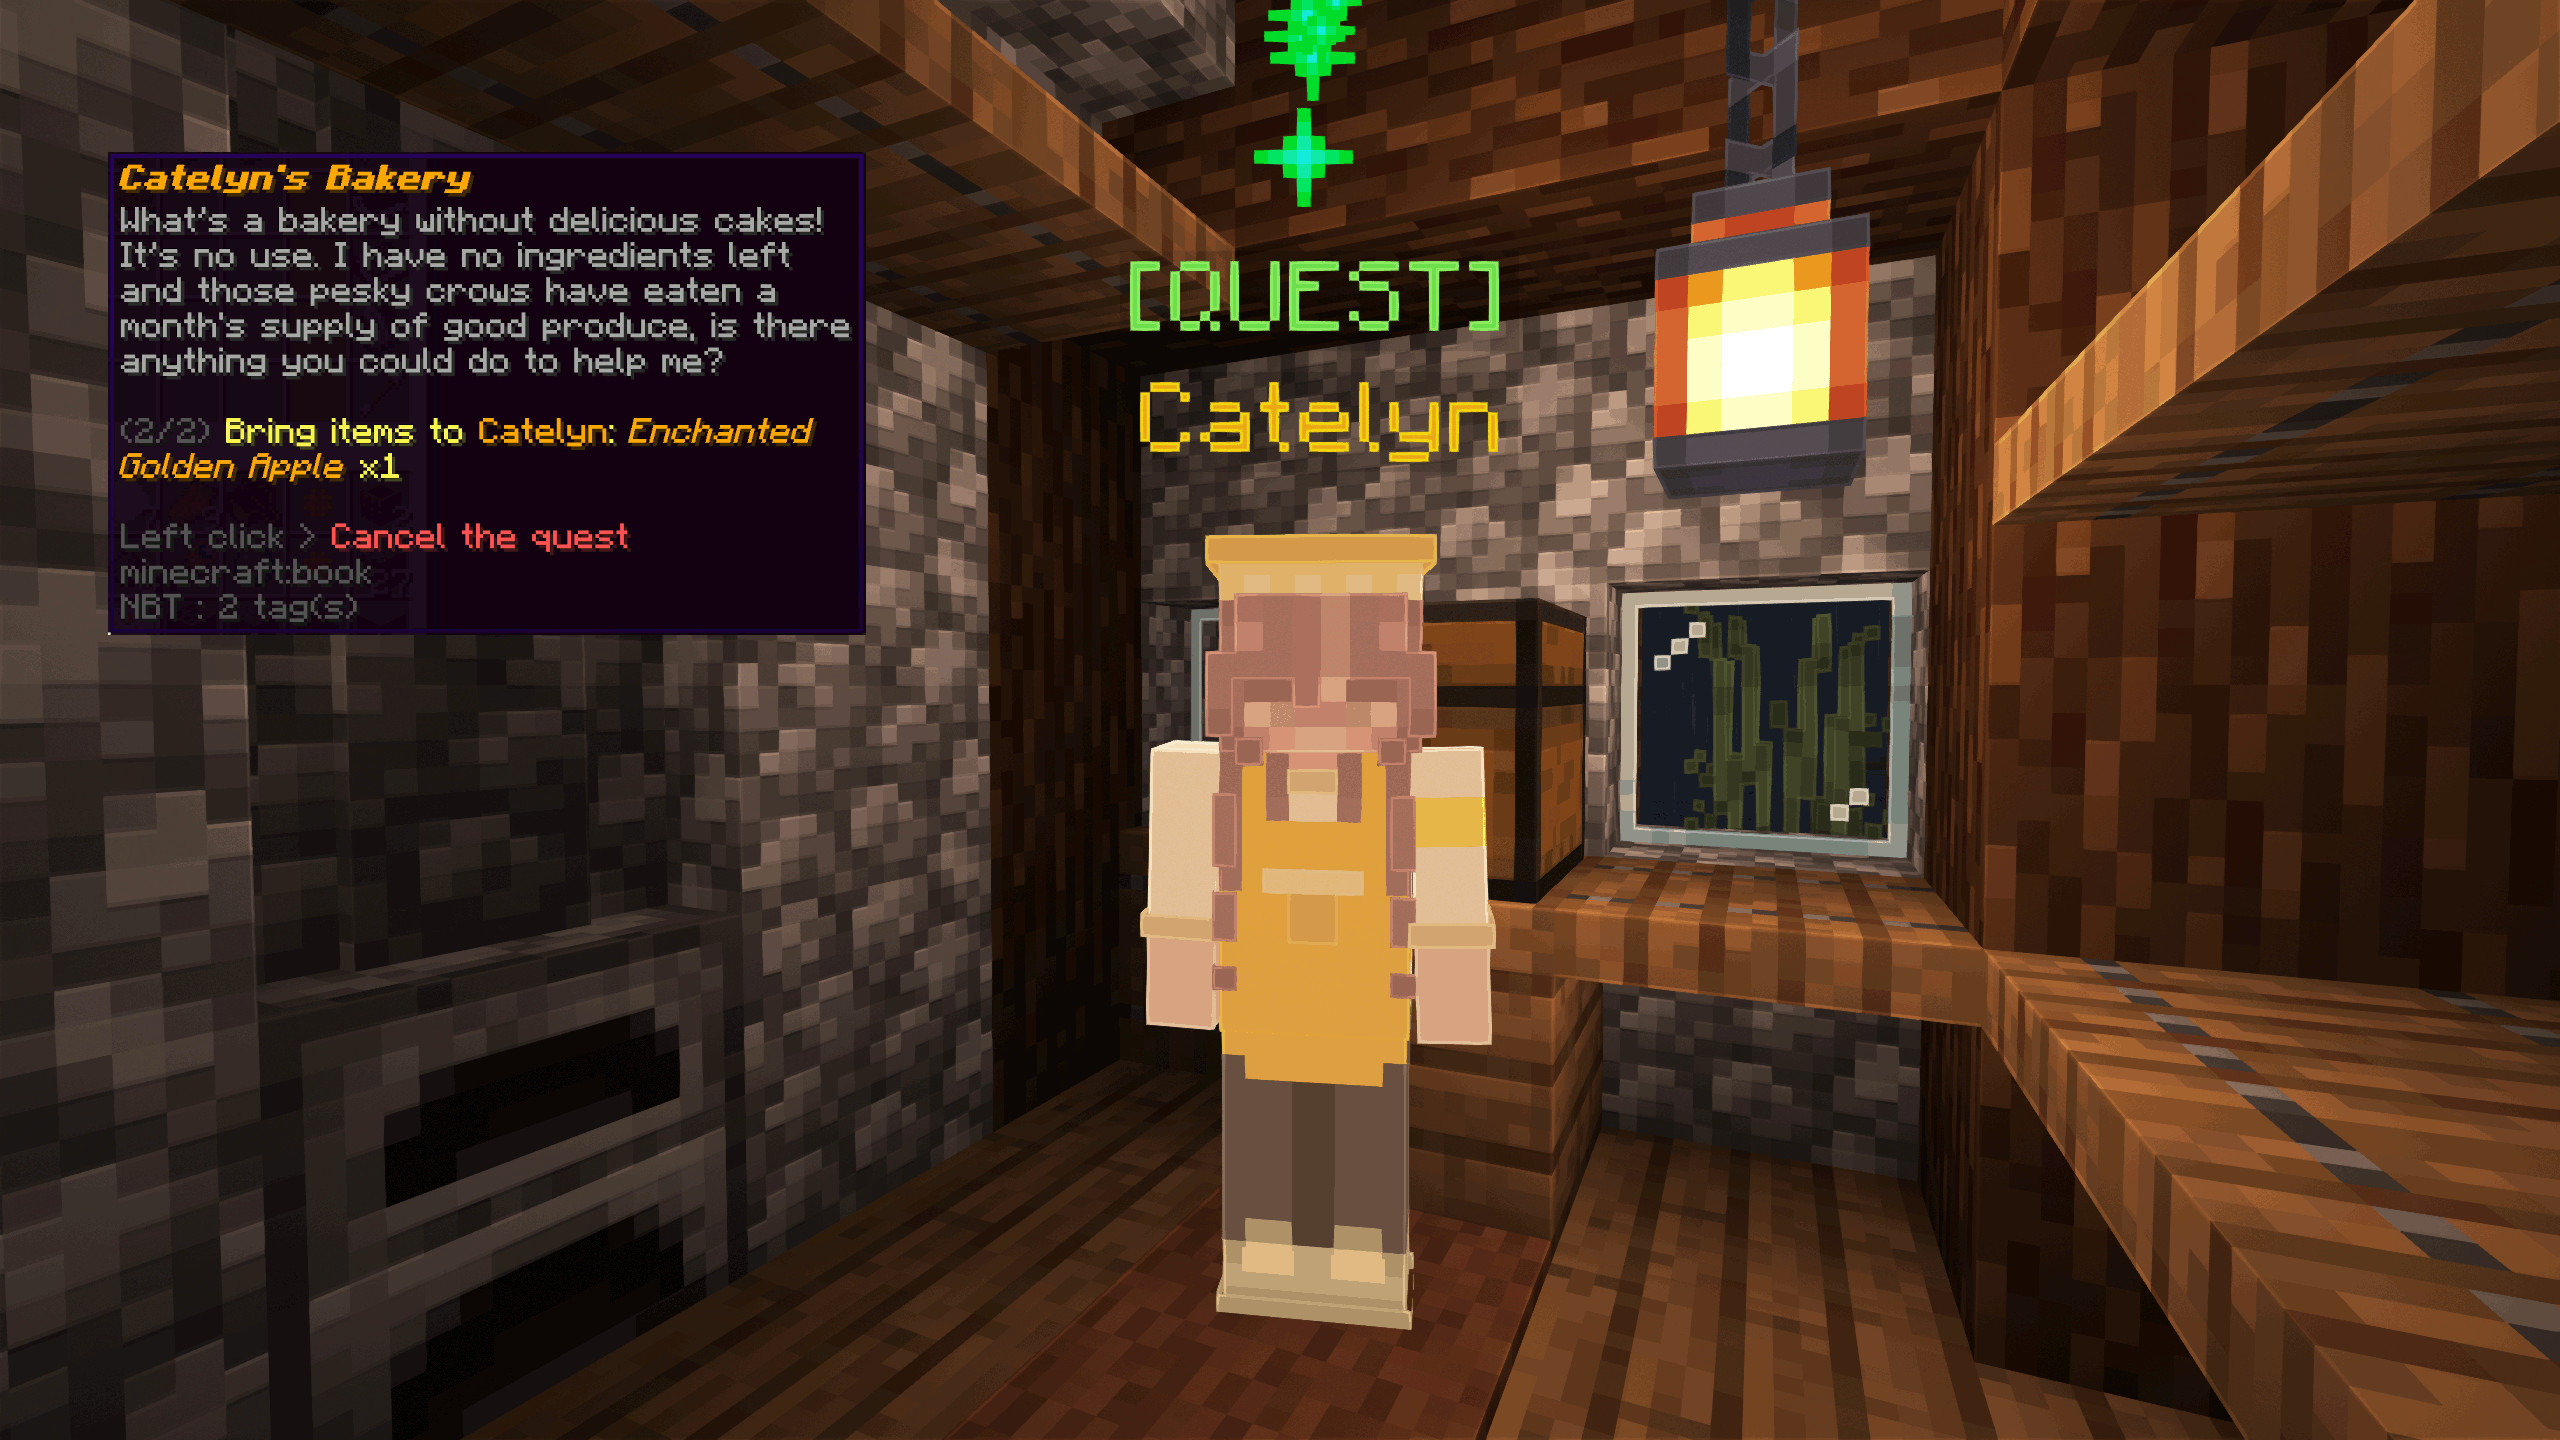 Catelyn's Bakery
What's a bakery without delicious cakes!
It's no use. I have no ingredients left
and those pesky crows have eaten a
month's supply of good produce, is there
anything you could do to help me?
(2/2) Bring items to Catelyn: Enchanted
Golden Apple x1
Left click > Cancel the quest
minecraft:book
NBT : 2 tag(s)
[QUEST]
Catelyn